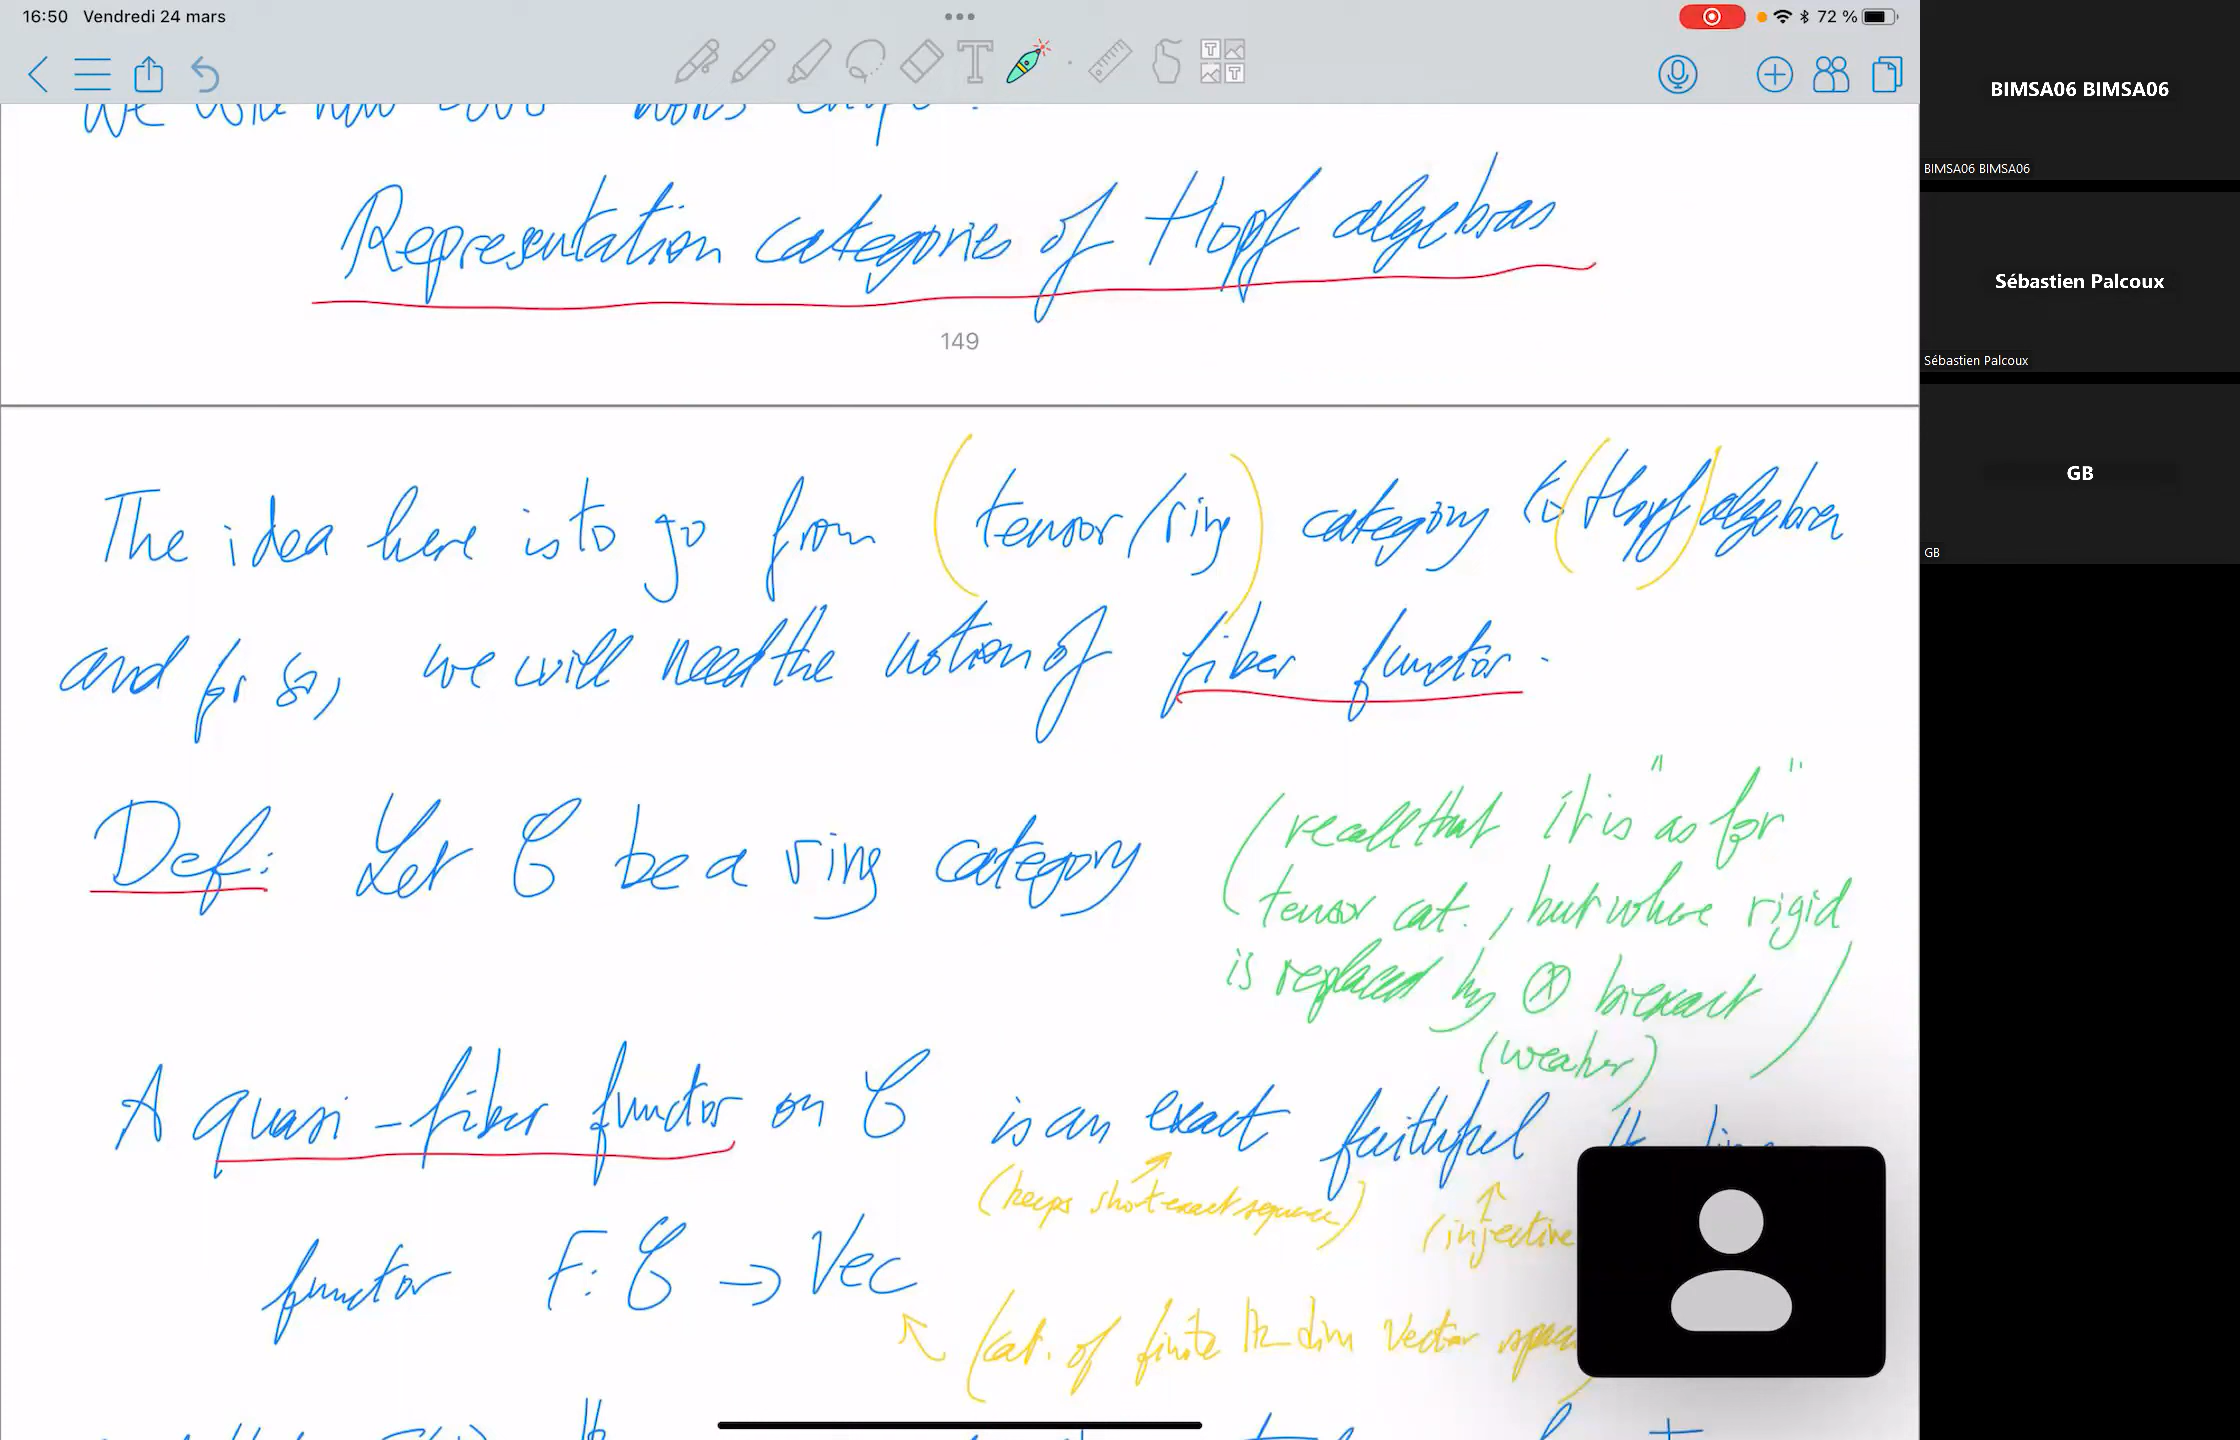 16:50 Vendredi 24 mars
72 %
Representation categories of Hopf algebras
149
The idea here is to go from (tensor/ring) category to (Hopf) algebra
and for so, we will need the notion of fiber functor.
Def: Let C be a ring category
(recall that it is "as for"
tensor cat., but where rigid
is replaced by ⊗ biexact
(weaker)
)
A quasi-fiber functor on C is an exact faithful
(keeps short exact sequence)
(injective
functor F: C → Vec
(cat. of finite 𝕜-dim vector spac
BIMSA06 BIMSA06
BIMSA06 BIMSA06
Sébastien Palcoux
Sébastien Palcoux
GB
GB